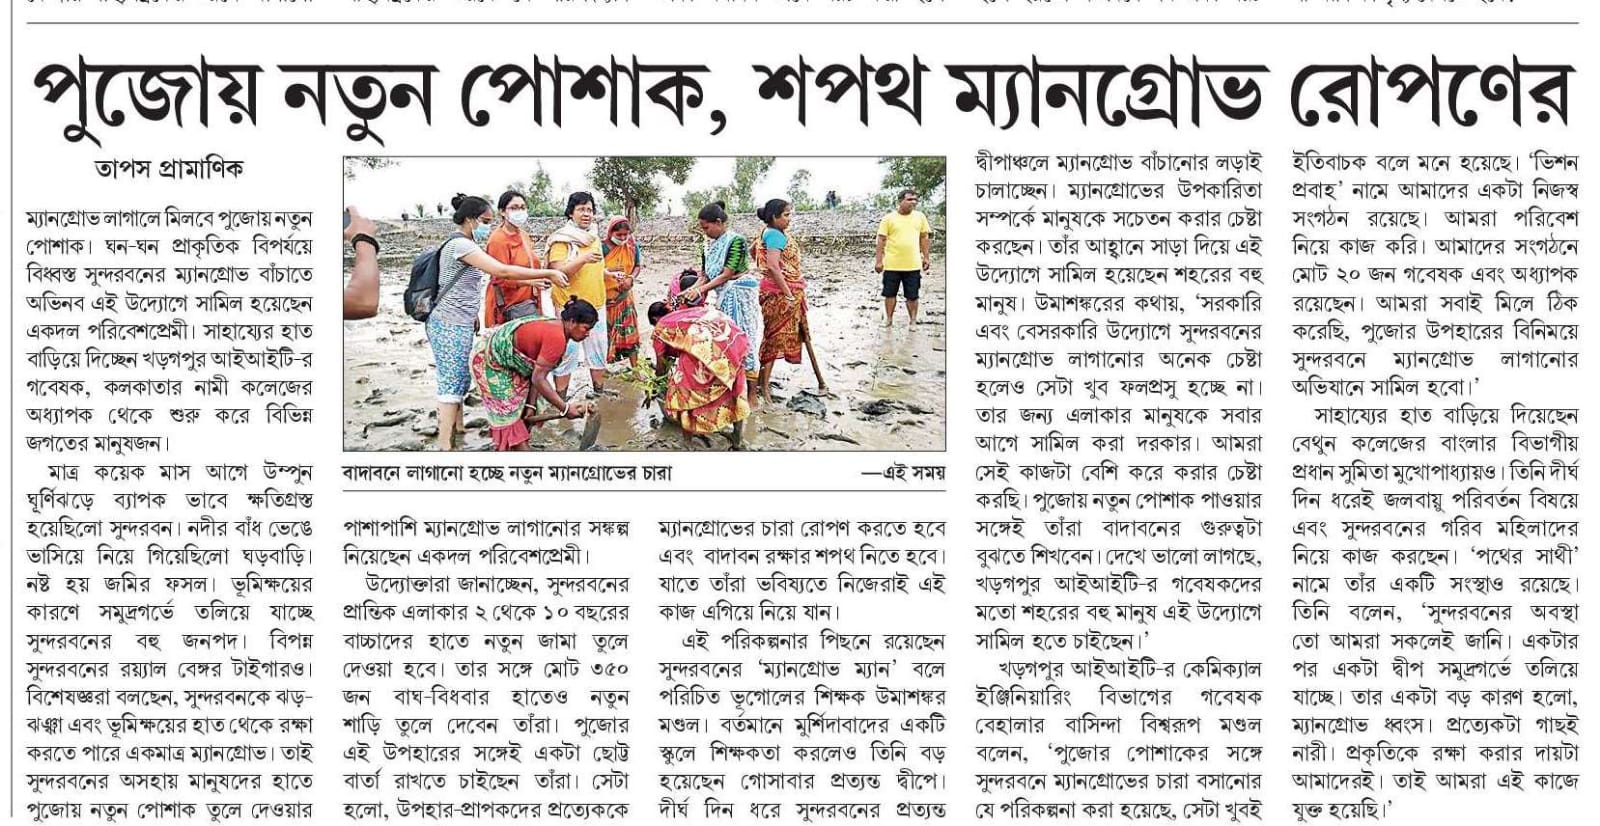 পুজোয় নতুন পোশাক, শপথ ম্যানগ্রোভ রোপণের
তাপস প্রামাণিক
ম্যানগ্রোভ লাগালে মিলবে পুজোয় নতুন
পোশাক। ঘন-ঘন প্রাকৃতিক বিপর্যয়ে
বিধ্বস্ত সুন্দরবনের ম্যানগ্রোভ বাঁচাতে
অভিনব এই উদ্যোগে সামিল হয়েছেন
একদল পরিবেশপ্রেমী। সাহায্যের হাত
বাড়িয়ে দিচ্ছেন খড়গপুর আইআইটি-র
গবেষক, কলকাতার নামী কলেজের
অধ্যাপক থেকে শুরু করে বিভিন্ন
জগতের মানুষজন।
মাত্র কয়েক মাস আগে উম্পুন
ঘূর্ণিঝড়ে ব্যাপক ভাবে ক্ষতিগ্রস্ত
হয়েছিলো সুন্দরবন। নদীর বাঁধ ভেঙে
ভাসিয়ে নিয়ে গিয়েছিলো ঘড়বাড়ি।
নষ্ট হয় জমির ফসল। ভূমিক্ষয়ের
কারণে সমুদ্রগর্ভে তলিয়ে যাচ্ছে
সুন্দরবনের বহু জনপদ। বিপন্ন
সুন্দরবনের রয়্যাল বেঙ্গর টাইগারও।
বিশেষজ্ঞরা বলছেন, সুন্দরবনকে ঝড়-
ঝঞ্ঝা এবং ভূমিক্ষয়ের হাত থেকে রক্ষা
করতে পারে একমাত্র ম্যানগ্রোভ। তাই
সুন্দরবনের অসহায় মানুষদের হাতে
পুজোয় নতুন পোশাক তুলে দেওয়ার
বাদাবনে লাগানো হচ্ছে নতুন ম্যানগ্রোভের চারা —এই সময়
পাশাপাশি ম্যানগ্রোভ লাগানোর সঙ্কল্প
নিয়েছেন একদল পরিবেশপ্রেমী।
উদ্যোক্তারা জানাচ্ছেন, সুন্দরবনের
প্রান্তিক এলাকার ২ থেকে ১০ বছরের
বাচ্চাদের হাতে নতুন জামা তুলে
দেওয়া হবে। তার সঙ্গে মোট ৩৫০
জন বাঘ-বিধবার হাতেও নতুন
শাড়ি তুলে দেবেন তাঁরা। পুজোর
এই উপহারের সঙ্গেই একটা ছোট্ট
বার্তা রাখতে চাইছেন তাঁরা। সেটা
হলো, উপহার-প্রাপকদের প্রত্যেককে
ম্যানগ্রোভের চারা রোপণ করতে হবে
এবং বাদাবন রক্ষার শপথ নিতে হবে।
যাতে তাঁরা ভবিষ্যতে নিজেরাই এই
কাজ এগিয়ে নিয়ে যান।
এই পরিকল্পনার পিছনে রয়েছেন
সুন্দরবনের ‘ম্যানগ্রোভ ম্যান’ বলে
পরিচিত ভূগোলের শিক্ষক উমাশঙ্কর
মণ্ডল। বর্তমানে মুর্শিদাবাদের একটি
স্কুলে শিক্ষকতা করলেও তিনি বড়
হয়েছেন গোসাবার প্রত্যন্ত দ্বীপে।
দীর্ঘ দিন ধরে সুন্দরবনের প্রত্যন্ত
দ্বীপাঞ্চলে ম্যানগ্রোভ বাঁচানোর লড়াই
চালাচ্ছেন। ম্যানগ্রোভের উপকারিতা
সম্পর্কে মানুষকে সচেতন করার চেষ্টা
করছেন। তাঁর আহ্বানে সাড়া দিয়ে এই
উদ্যোগে সামিল হয়েছেন শহরের বহু
মানুষ। উমাশঙ্করের কথায়, ‘সরকারি
এবং বেসরকারি উদ্যোগে সুন্দরবনের
ম্যানগ্রোভ লাগানোর অনেক চেষ্টা
হলেও সেটা খুব ফলপ্রসু হচ্ছে না।
তার জন্য এলাকার মানুষকে সবার
আগে সামিল করা দরকার। আমরা
সেই কাজটা বেশি করে করার চেষ্টা
করছি। পুজোয় নতুন পোশাক পাওয়ার
সঙ্গেই তাঁরা বাদাবনের গুরুত্বটা
বুঝতে শিখবেন। দেখে ভালো লাগছে,
খড়গপুর আইআইটি-র গবেষকদের
মতো শহরের বহু মানুষ এই উদ্যোগে
সামিল হতে চাইছেন।’
খড়গপুর আইআইটি-র কেমিক্যাল
ইঞ্জিনিয়ারিং বিভাগের গবেষক
বেহালার বাসিন্দা বিশ্বরূপ মণ্ডল
বলেন, ‘পুজোর পোশাকের সঙ্গে
সুন্দরবনে ম্যানগ্রোভের চারা বসানোর
যে পরিকল্পনা করা হয়েছে, সেটা খুবই
ইতিবাচক বলে মনে হয়েছে। ‘ভিশন
প্রবাহ’ নামে আমাদের একটা নিজস্ব
সংগঠন রয়েছে। আমরা পরিবেশ
নিয়ে কাজ করি। আমাদের সংগঠনে
মোট ২০ জন গবেষক এবং অধ্যাপক
রয়েছেন। আমরা সবাই মিলে ঠিক
করেছি, পুজোর উপহারের বিনিময়ে
সুন্দরবনে ম্যানগ্রোভ লাগানোর
অভিযানে সামিল হবো।’
সাহায্যের হাত বাড়িয়ে দিয়েছেন
বেথুন কলেজের বাংলার বিভাগীয়
প্রধান সুমিতা মুখোপাধ্যায়ও। তিনি দীর্ঘ
দিন ধরেই জলবায়ু পরিবর্তন বিষয়ে
এবং সুন্দরবনের গরিব মহিলাদের
নিয়ে কাজ করছেন। ‘পথের সাথী’
নামে তাঁর একটি সংস্থাও রয়েছে।
তিনি বলেন, ‘সুন্দরবনের অবস্থা
তো আমরা সকলেই জানি। একটার
পর একটা দ্বীপ সমুদ্রগর্ভে তলিয়ে
যাচ্ছে। তার একটা বড় কারণ হলো,
ম্যানগ্রোভ ধ্বংস। প্রত্যেকটা গাছই
নারী। প্রকৃতিকে রক্ষা করার দায়টা
আমাদেরই। তাই আমরা এই কাজে
যুক্ত হয়েছি।’